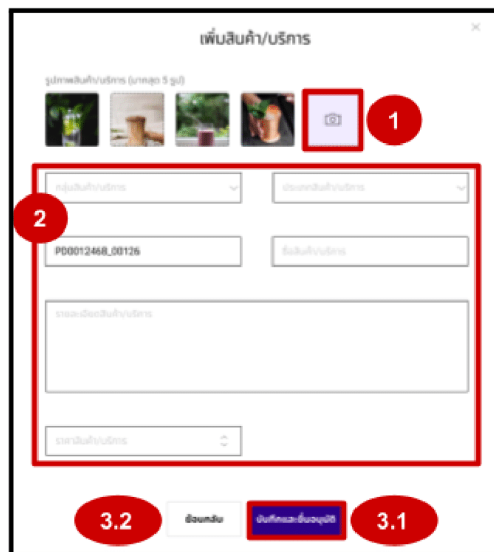 เพิ่มสินค้า/บริการ
×
รูปภาพสินค้า/บริการ (มากสุด 5 รูป)
1
2
กลุ่มสินค้า/บริการ
ประเภทสินค้า/บริการ
P00012468_00126
ชื่อสินค้า/บริการ
รายละเอียดสินค้า/บริการ
ราคาสินค้า/บริการ
3.2
ย้อนกลับ
บันทึกและยื่นอนุมัติ
3.1